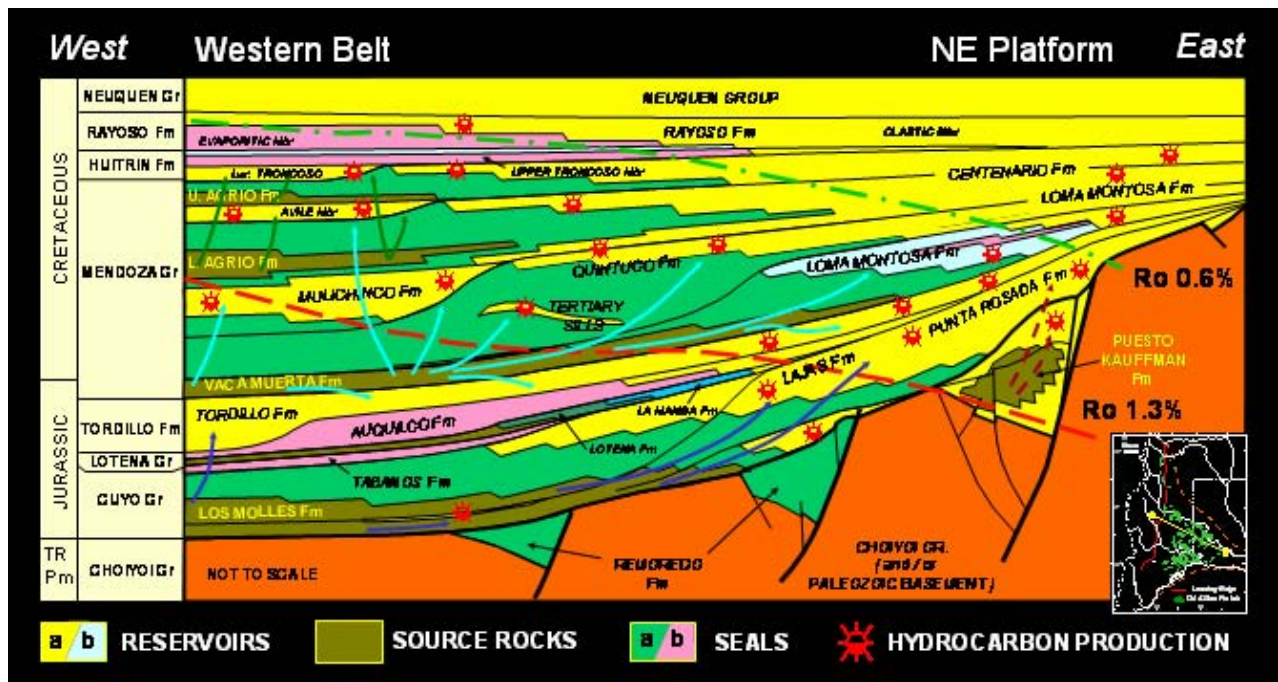 West Western Belt NE Platform East
NEUQUEN Gr
RAYOSO Fm
HUITRIN Fm
MENDOZA Gr
TORDILLO Fm
LOTENA Gr
CUYO Gr
CHOIYOI Gr
CRETACEOUS
JURASSIC
TR
Pm
NEUQUEN GROUP
RAYOSO Fm
CLASTIC Mbr
EVAPORITIC Mbr
Lwr. TRONCOSO
UPPER TRONCOSO Mbr
CENTENARIO Fm
U. AGRIO Fm
AVILE Mbr
LOMA MONTOSA Fm
L. AGRIO Fm
QUINTUCO Fm
LOMA MONTOSA Fm
MULICHINCO Fm
TERTIARY
SILLS
PUNTA ROSADA Fm
Ro 0.6%
VACA MUERTA Fm
PUESTO
KAUFFMAN
Fm
LAJAS Fm
TORDILLO Fm
LA MANGA Fm
Ro 1.3%
AUQUILCO Fm
LOTENA Fm
TABANOS Fm
LOS MOLLES Fm
REMOREDO
Fm
CHOIYOI GR.
(and / or
PALEOZOIC BASEMENT)
NOT TO SCALE
a b RESERVOIRS
SOURCE ROCKS
a b SEALS
HYDROCARBON PRODUCTION